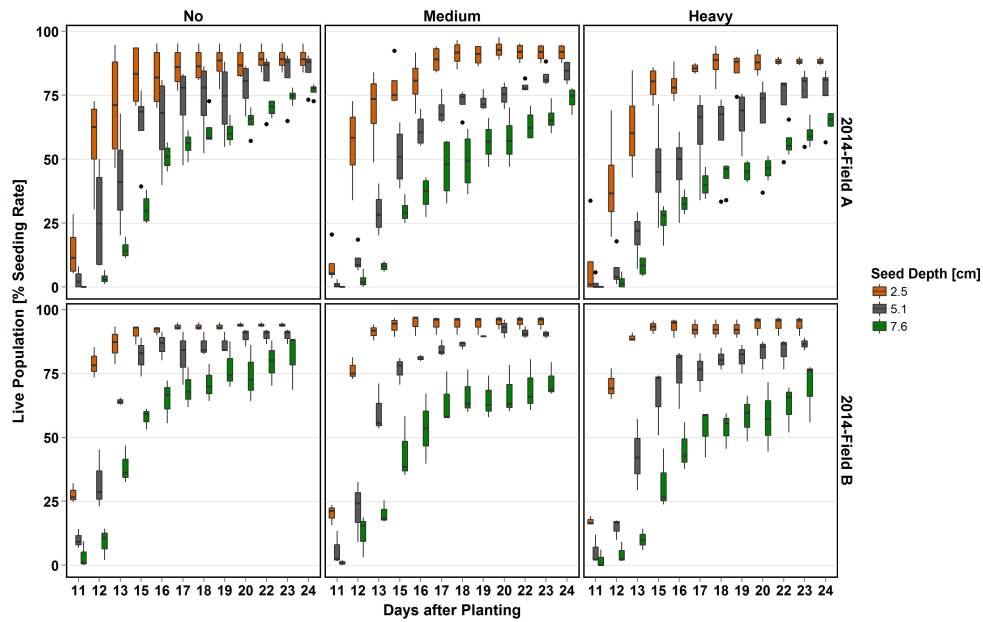 No Medium Heavy
100
75
50
25
0
2014-Field A
100
75
50
25
0
2014-Field B
Live Population [% Seeding Rate]
11 12 13 15 16 17 18 19 20 22 23 24 11 12 13 15 16 17 18 19 20 22 23 24 11 12 13 15 16 17 18 19 20 22 23 24
Days after Planting
Seed Depth [cm]
2.5
5.1
7.6